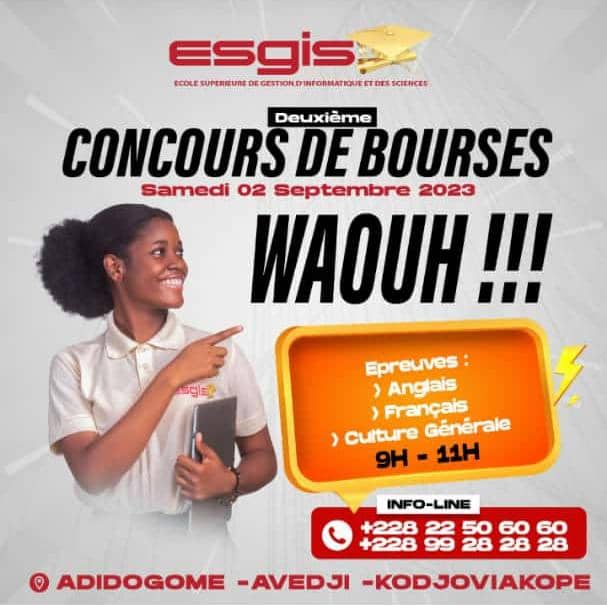 esgis
ECOLE SUPERIEURE DE GESTION D'INFORMATIQUE ET DES SCIENCES
Deuxième
CONCOURS DE BOURSES
Samedi 02 Septembre 2023
WAOUH !!!
esgis
Epreuves :
› Anglais
› Français
› Culture Générale
9H - 11H
INFO-LINE
+228 22 50 60 60
+228 99 28 28 28
ADIDOGOME -AVEDJI -KODJOVIAKOPE